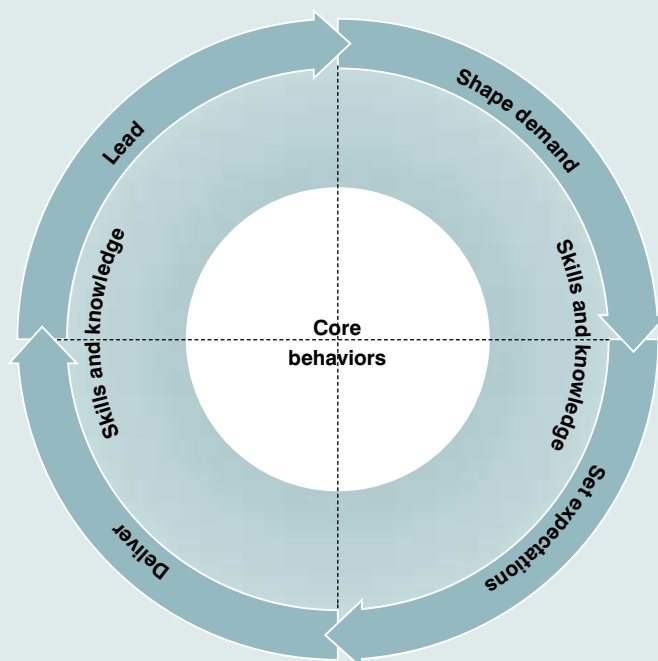 Lead
Shape demand
Skills and knowledge
Skills and knowledge
Core
behaviors
Deliver
Set expectations